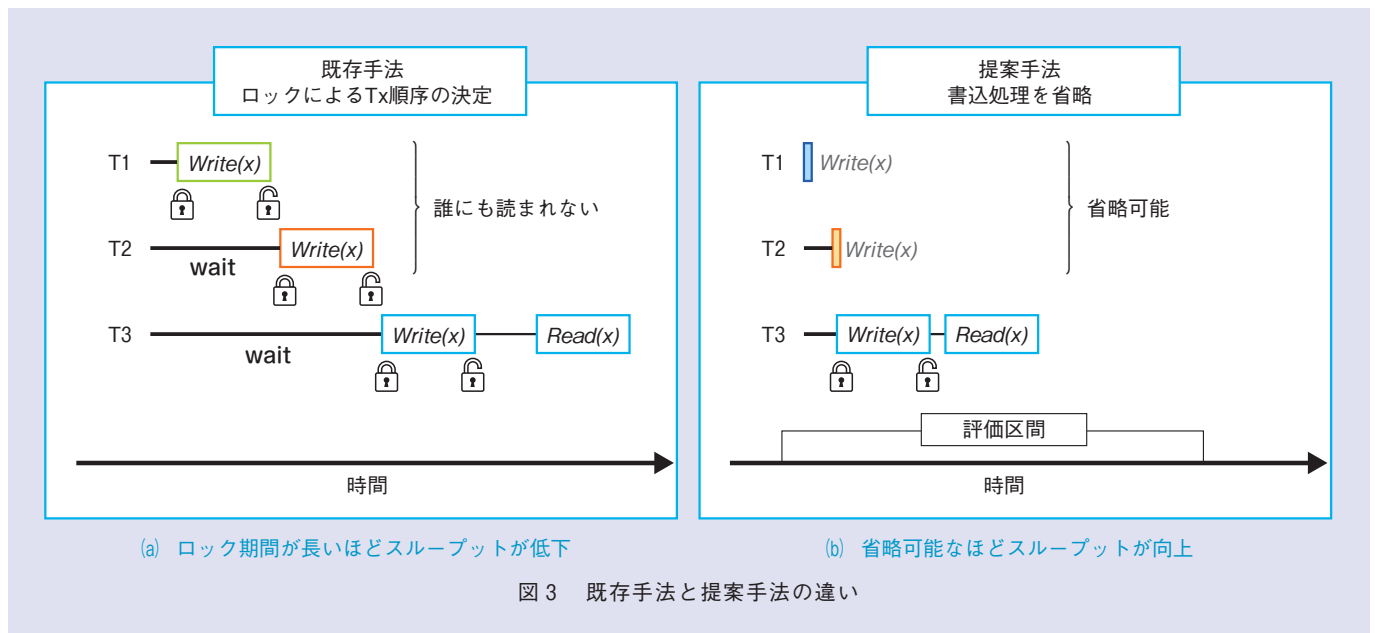 既存手法
ロックによるTx順序の決定
T1 Write(x)
誰にも読まれない
T2 Write(x)
wait
T3 Write(x) Read(x)
wait
時間
(a) ロック期間が長いほどスループットが低下
提案手法
書込処理を省略
T1 Write(x)
省略可能
T2 Write(x)
T3 Write(x) Read(x)
評価区間
時間
(b) 省略可能なほどスループットが向上
図3 既存手法と提案手法の違い